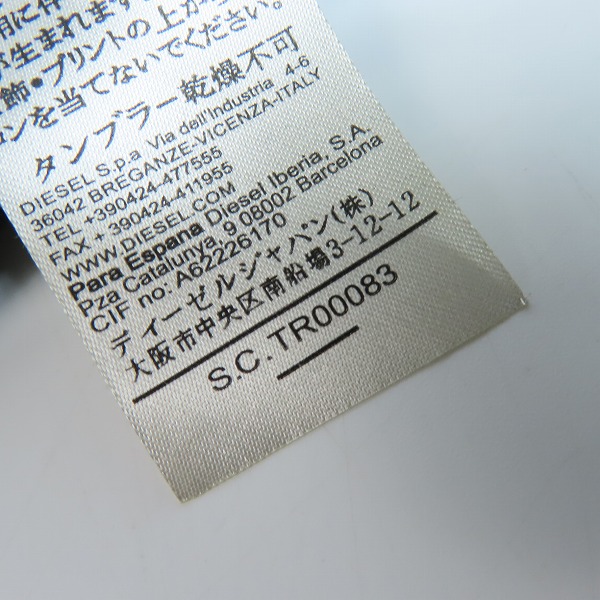 用に伴
が生まれます
飾・プリントの上か
ンを当てないでください。
タンブラー乾燥不可
DIESEL S.p.a Via dell'Industria 4-6
36042 BREGANZE-VICENZA-ITALY
TEL +390424-477555
FAX + 390424-411955
WWW.DIESEL.COM
Para Espana Diesel Iberia, S.A.
Pza Catalunya, 9 08002 Barcelona
CIF no: A62226170
ディーゼルジャパン(株)
大阪市中央区南船場3-12-12
S.C.TR00083